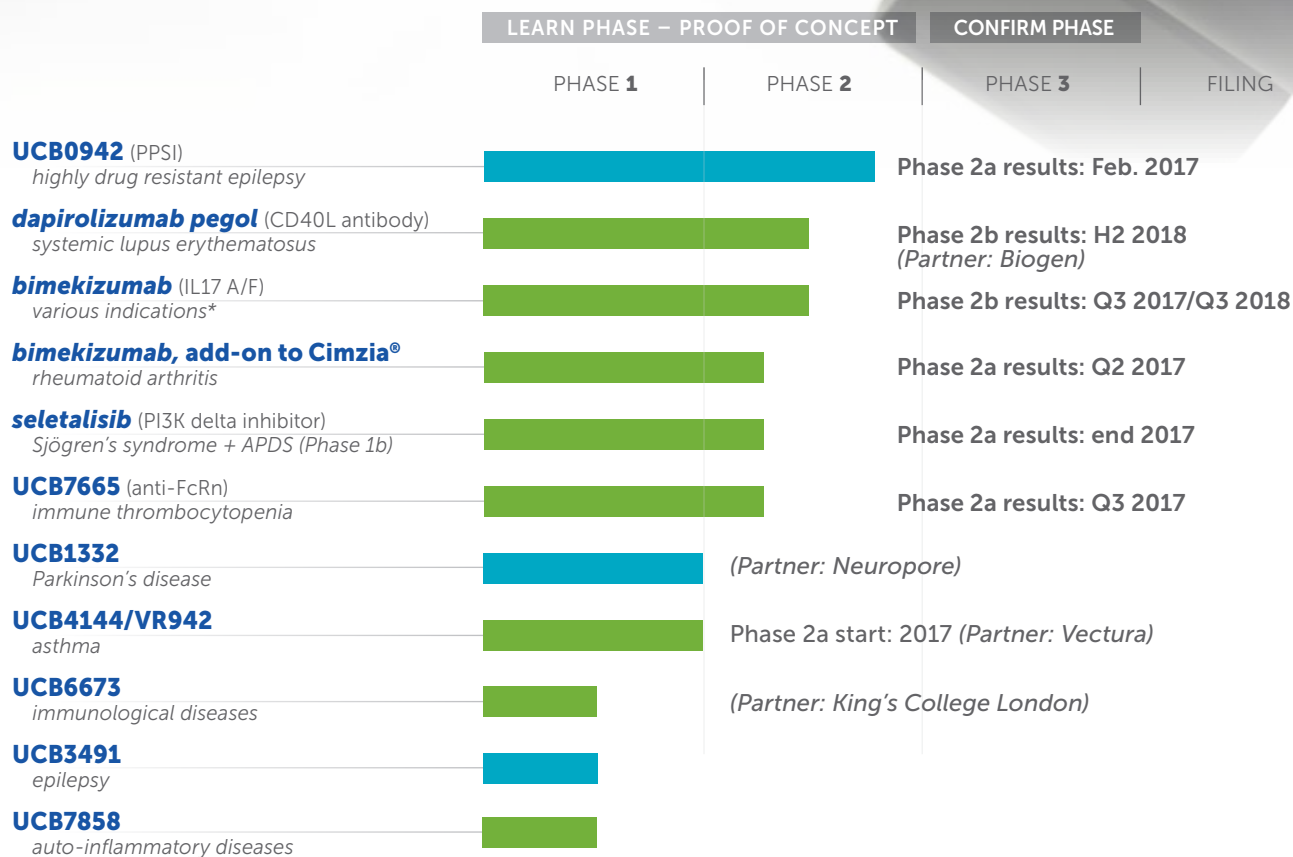 LEARN PHASE – PROOF OF CONCEPT CONFIRM PHASE
PHASE 1 PHASE 2 PHASE 3 FILING
UCB0942 (PPSI)
highly drug resistant epilepsy
Phase 2a results: Feb. 2017
dapirolizumab pegol (CD40L antibody)
systemic lupus erythematosus
Phase 2b results: H2 2018
(Partner: Biogen)
bimekizumab (IL17 A/F)
various indications*
Phase 2b results: Q3 2017/Q3 2018
bimekizumab, add-on to Cimzia®
rheumatoid arthritis
Phase 2a results: Q2 2017
seletalisib (PI3K delta inhibitor)
Sjögren's syndrome + APDS (Phase 1b)
Phase 2a results: end 2017
UCB7665 (anti-FcRn)
immune thrombocytopenia
Phase 2a results: Q3 2017
UCB1332
Parkinson's disease
(Partner: Neuropore)
UCB4144/VR942
asthma
Phase 2a start: 2017 (Partner: Vectura)
UCB6673
immunological diseases
(Partner: King's College London)
UCB3491
epilepsy
UCB7858
auto-inflammatory diseases